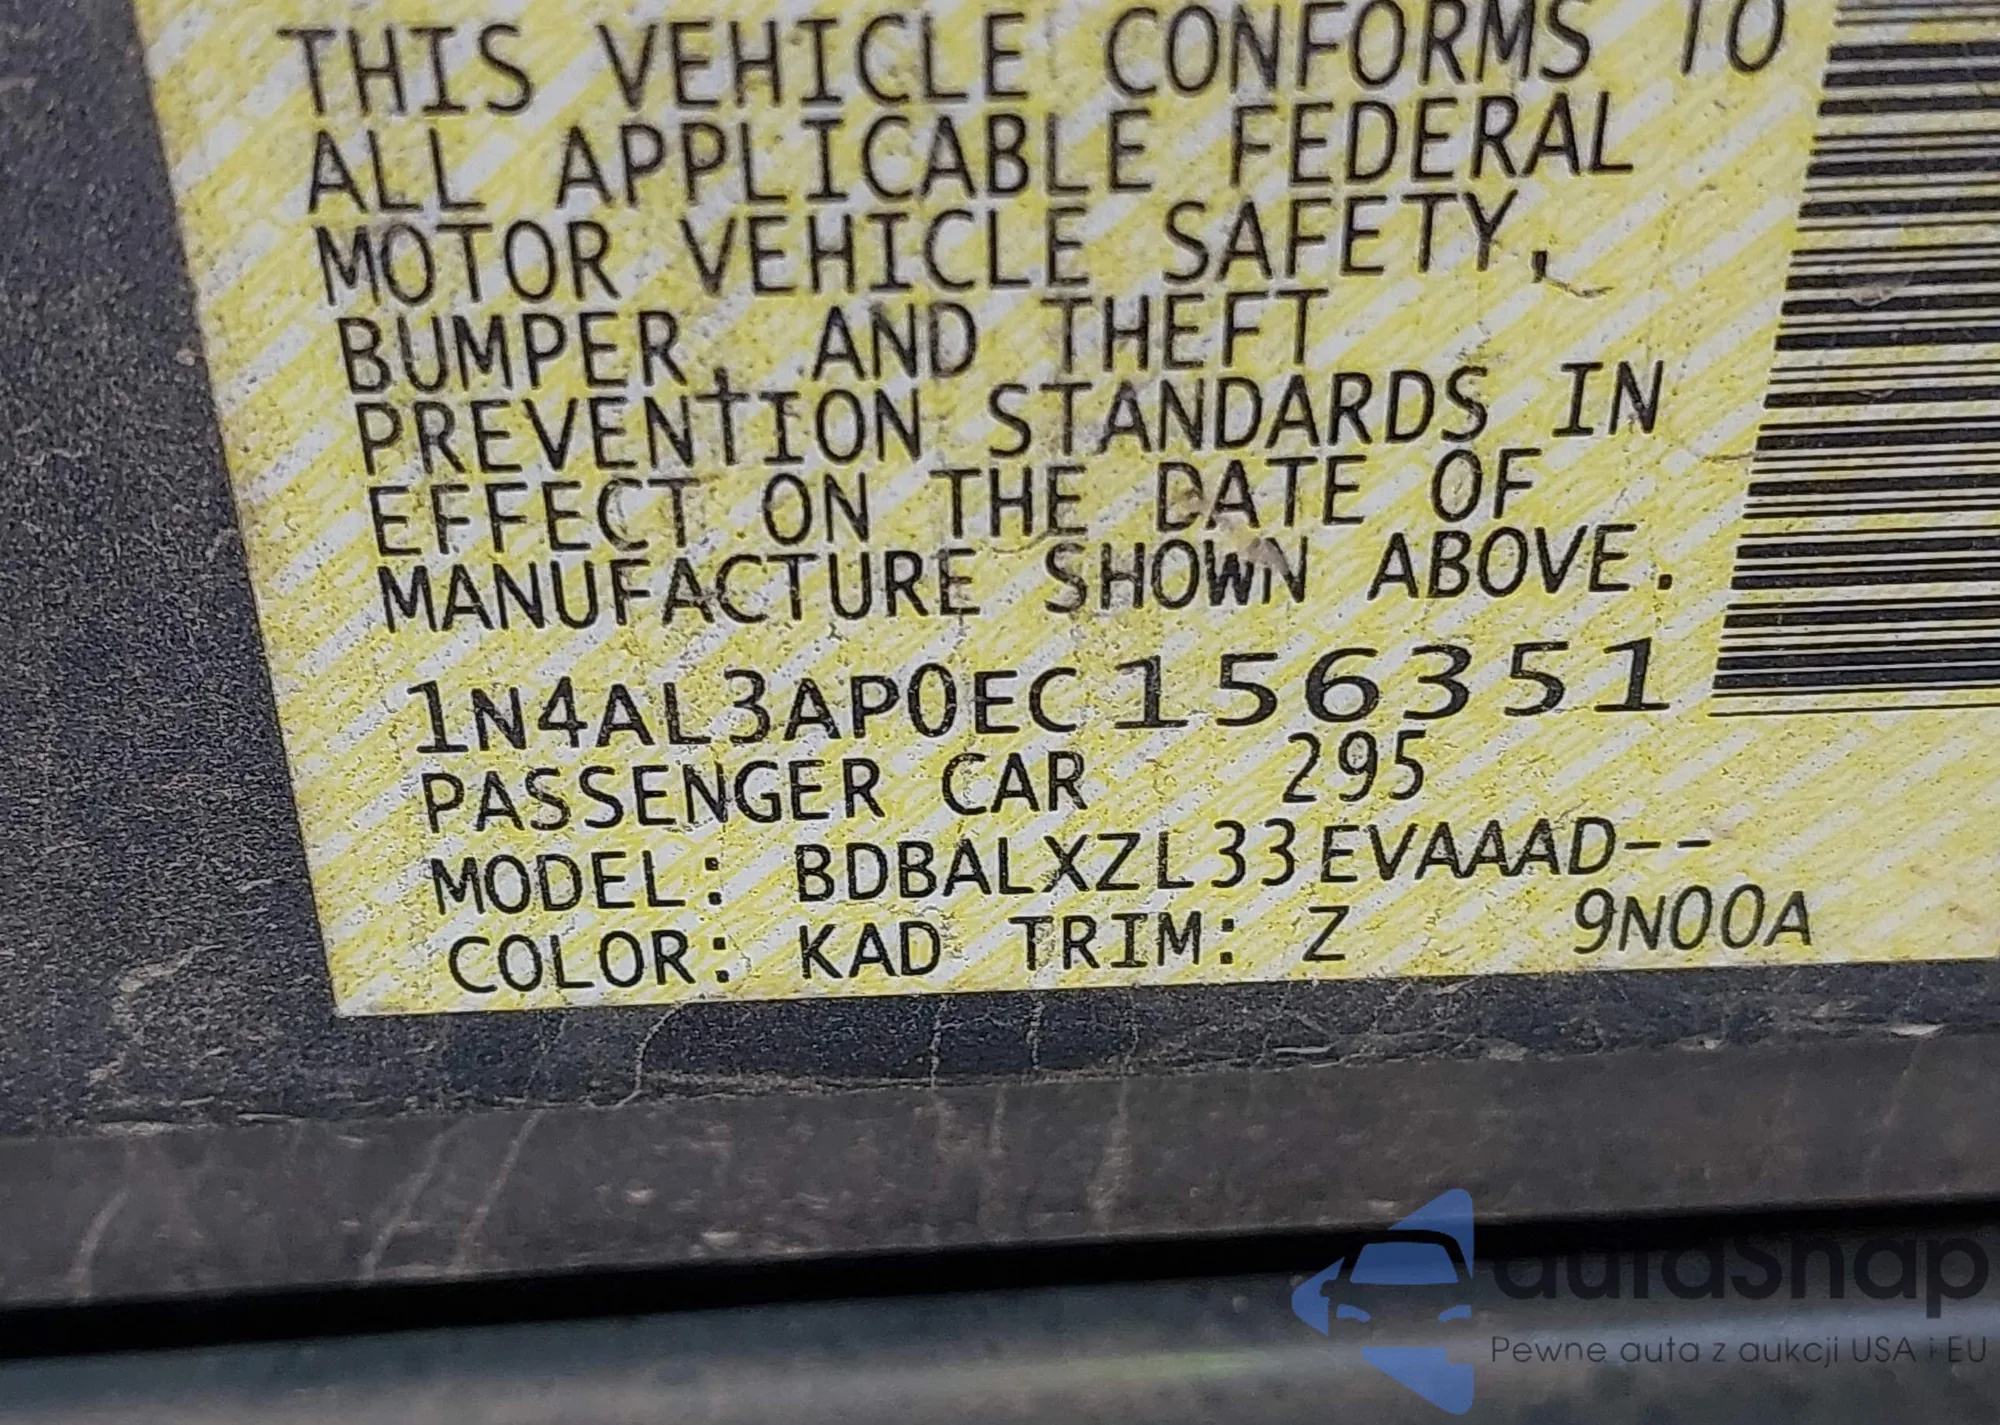 THIS VEHICLE CONFORMS TO
ALL APPLICABLE FEDERAL
MOTOR VEHICLE SAFETY,
BUMPER, AND THEFT
PREVENTION STANDARDS IN
EFFECT ON THE DATE OF
MANUFACTURE SHOWN ABOVE.
1N4AL3AP0EC156351
PASSENGER CAR 295
MODEL: BDBALXZL33EVAAAD--
COLOR: KAD TRIM: Z 9N00A
autaSnap
Pewne auta z aukcji USA i EU